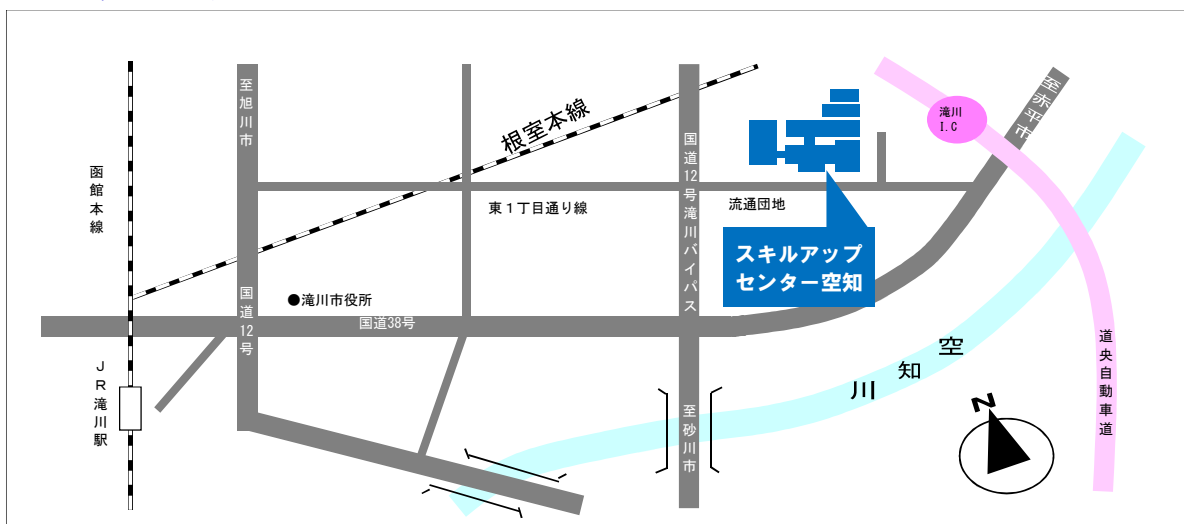 至旭川市
根室本線
函館本線
国道12号滝川バイパス
滝川
I.C
至赤平市
東1丁目通り線
流通団地
スキルアップ
センター空知
●滝川市役所
国道12号
国道38号
空知川
道央自動車道
JR滝川駅
至砂川市
N